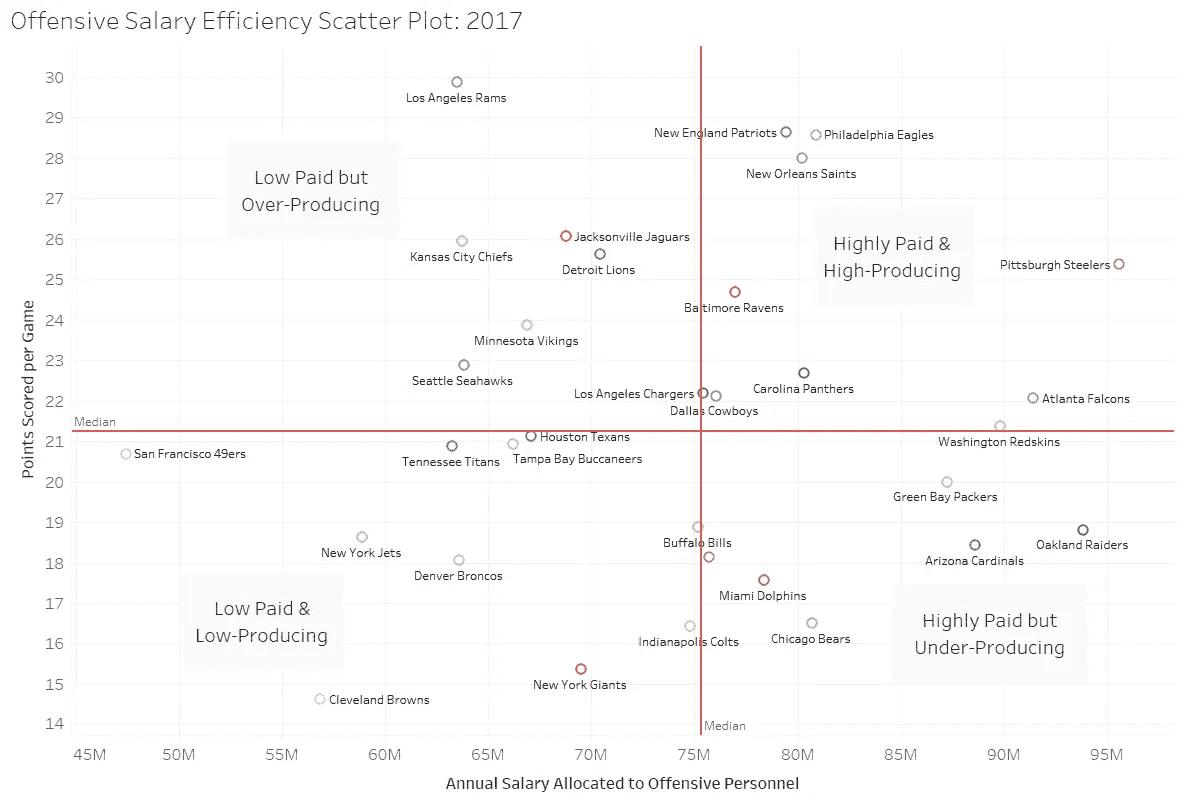 Offensive Salary Efficiency Scatter Plot: 2017
30
Los Angeles Rams
29
New England Patriots
Philadelphia Eagles
28
New Orleans Saints
Low Paid but
Over-Producing
27
26
Kansas City Chiefs
Jacksonville Jaguars
Detroit Lions
Highly Paid &
High-Producing
Pittsburgh Steelers
25
Baltimore Ravens
24
Minnesota Vikings
23
Seattle Seahawks
Los Angeles Chargers
Carolina Panthers
Dallas Cowboys
Atlanta Falcons
22
Median
Washington Redskins
21
Houston Texans
San Francisco 49ers
Tennessee Titans
Tampa Bay Buccaneers
20
Green Bay Packers
19
New York Jets
Buffalo Bills
Oakland Raiders
Arizona Cardinals
18
Denver Broncos
Miami Dolphins
17
Low Paid &
Low-Producing
Highly Paid but
Under-Producing
Chicago Bears
16
Indianapolis Colts
15
New York Giants
Cleveland Browns
14
Median
Points Scored per Game
45M
50M
55M
60M
65M
70M
75M
80M
85M
90M
95M
Annual Salary Allocated to Offensive Personnel